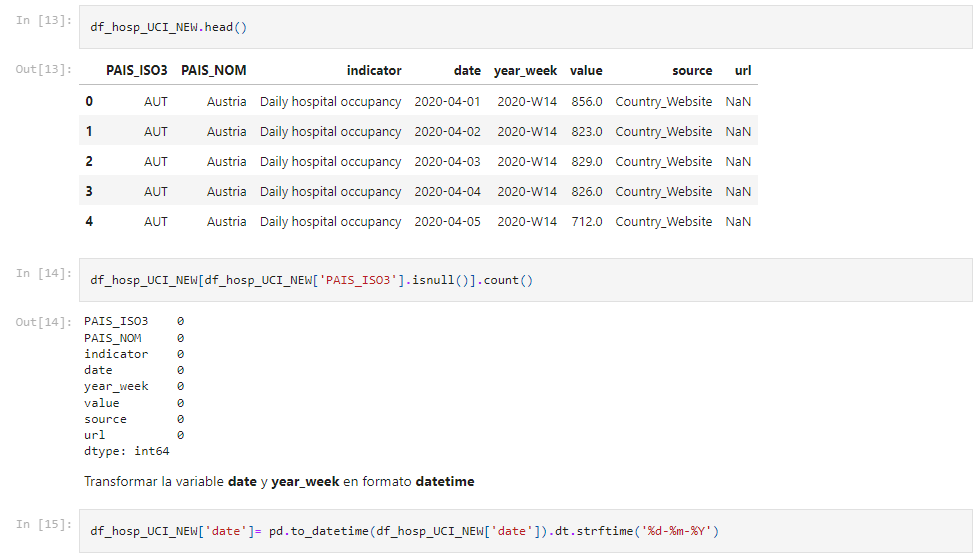 In [13]: df_hosp_UCI_NEW.head()
Out[13]: PAIS_ISO3 PAIS_NOM indicator date year_week value source url
0 AUT Austria Daily hospital occupancy 2020-04-01 2020-W14 856.0 Country_Website NaN
1 AUT Austria Daily hospital occupancy 2020-04-02 2020-W14 823.0 Country_Website NaN
2 AUT Austria Daily hospital occupancy 2020-04-03 2020-W14 829.0 Country_Website NaN
3 AUT Austria Daily hospital occupancy 2020-04-04 2020-W14 826.0 Country_Website NaN
4 AUT Austria Daily hospital occupancy 2020-04-05 2020-W14 712.0 Country_Website NaN
In [14]: df_hosp_UCI_NEW[df_hosp_UCI_NEW['PAIS_ISO3'].isnull()].count()
Out[14]: PAIS_ISO3 0
PAIS_NOM 0
indicator 0
date 0
year_week 0
value 0
source 0
url 0
dtype: int64
Transformar la variable date y year_week en formato datetime
In [15]: df_hosp_UCI_NEW['date']= pd.to_datetime(df_hosp_UCI_NEW['date']).dt.strftime('%d-%m-%Y')